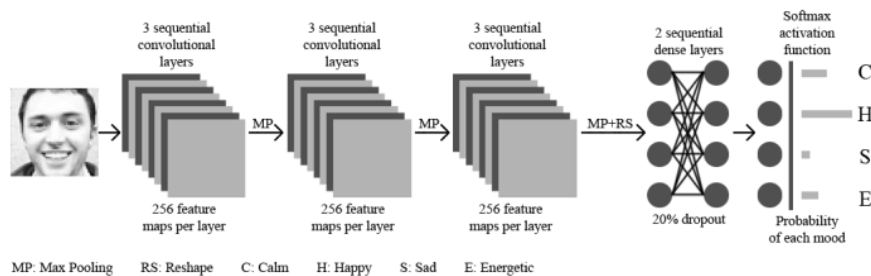 3 sequential
convolutional
layers
3 sequential
convolutional
layers
3 sequential
convolutional
layers
2 sequential
dense layers
Softmax
activation
function
MP
MP
MP+RS
C
H
S
E
256 feature
maps per layer
256 feature
maps per layer
256 feature
maps per layer
20% dropout
Probability
of each mood
MP: Max Pooling RS: Reshape C: Calm H: Happy S: Sad E: Energetic